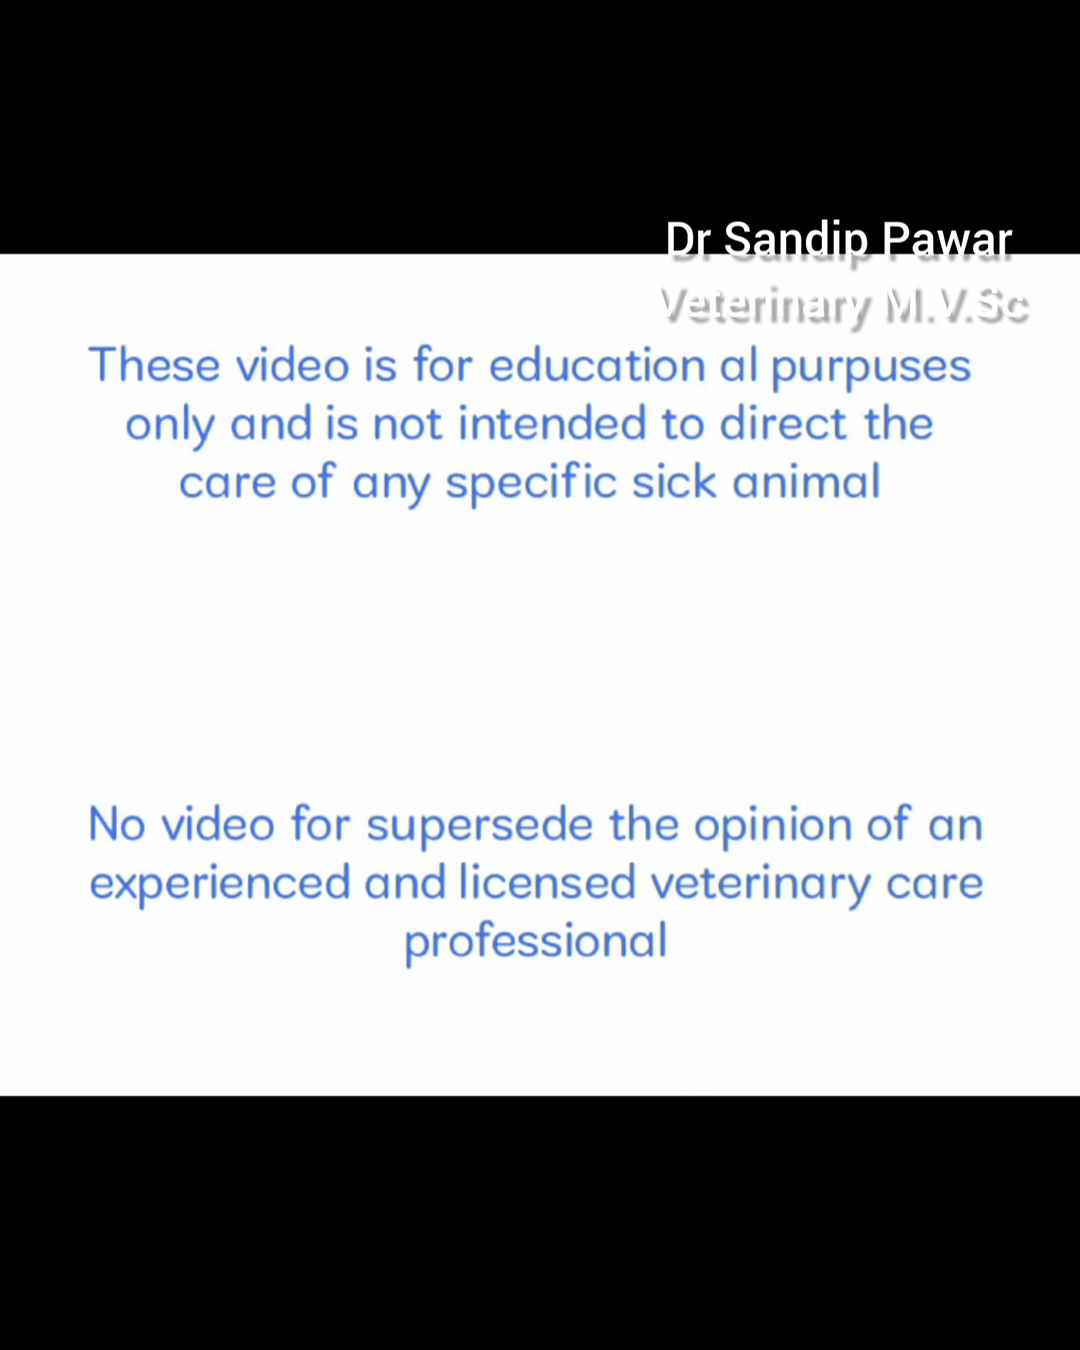 Dr Sandip Pawar
Veterinary M.V.Sc
These video is for education al purpuses
only and is not intended to direct the
care of any specific sick animal
No video for supersede the opinion of an
experienced and licensed veterinary care
professional